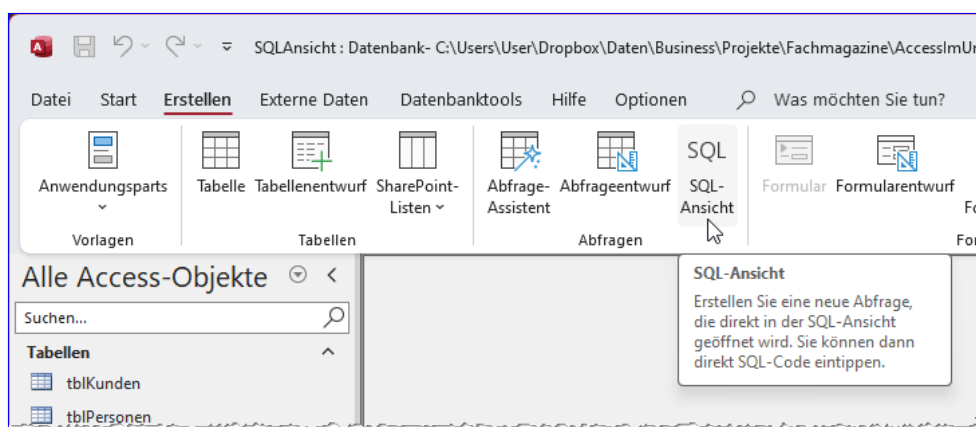 SQLAnsicht : Datenbank- C:\Users\User\Dropbox\Daten\Business\Projekte\Fachmagazine\AccessImUn
Datei Start Erstellen Externe Daten Datenbanktools Hilfe Optionen Was möchten Sie tun?
SQL
Anwendungsparts Tabelle Tabellenentwurf SharePoint- Abfrage- Abfrageentwurf SQL- Formular Formularentwurf
Listen Assistent Ansicht
Vorlagen Tabellen Abfragen
Alle Access-Objekte
Suchen...
Tabellen
tblKunden
tblPersonen
SQL-Ansicht
Erstellen Sie eine neue Abfrage,
die direkt in der SQL-Ansicht
geöffnet wird. Sie können dann
direkt SQL-Code eintippen.